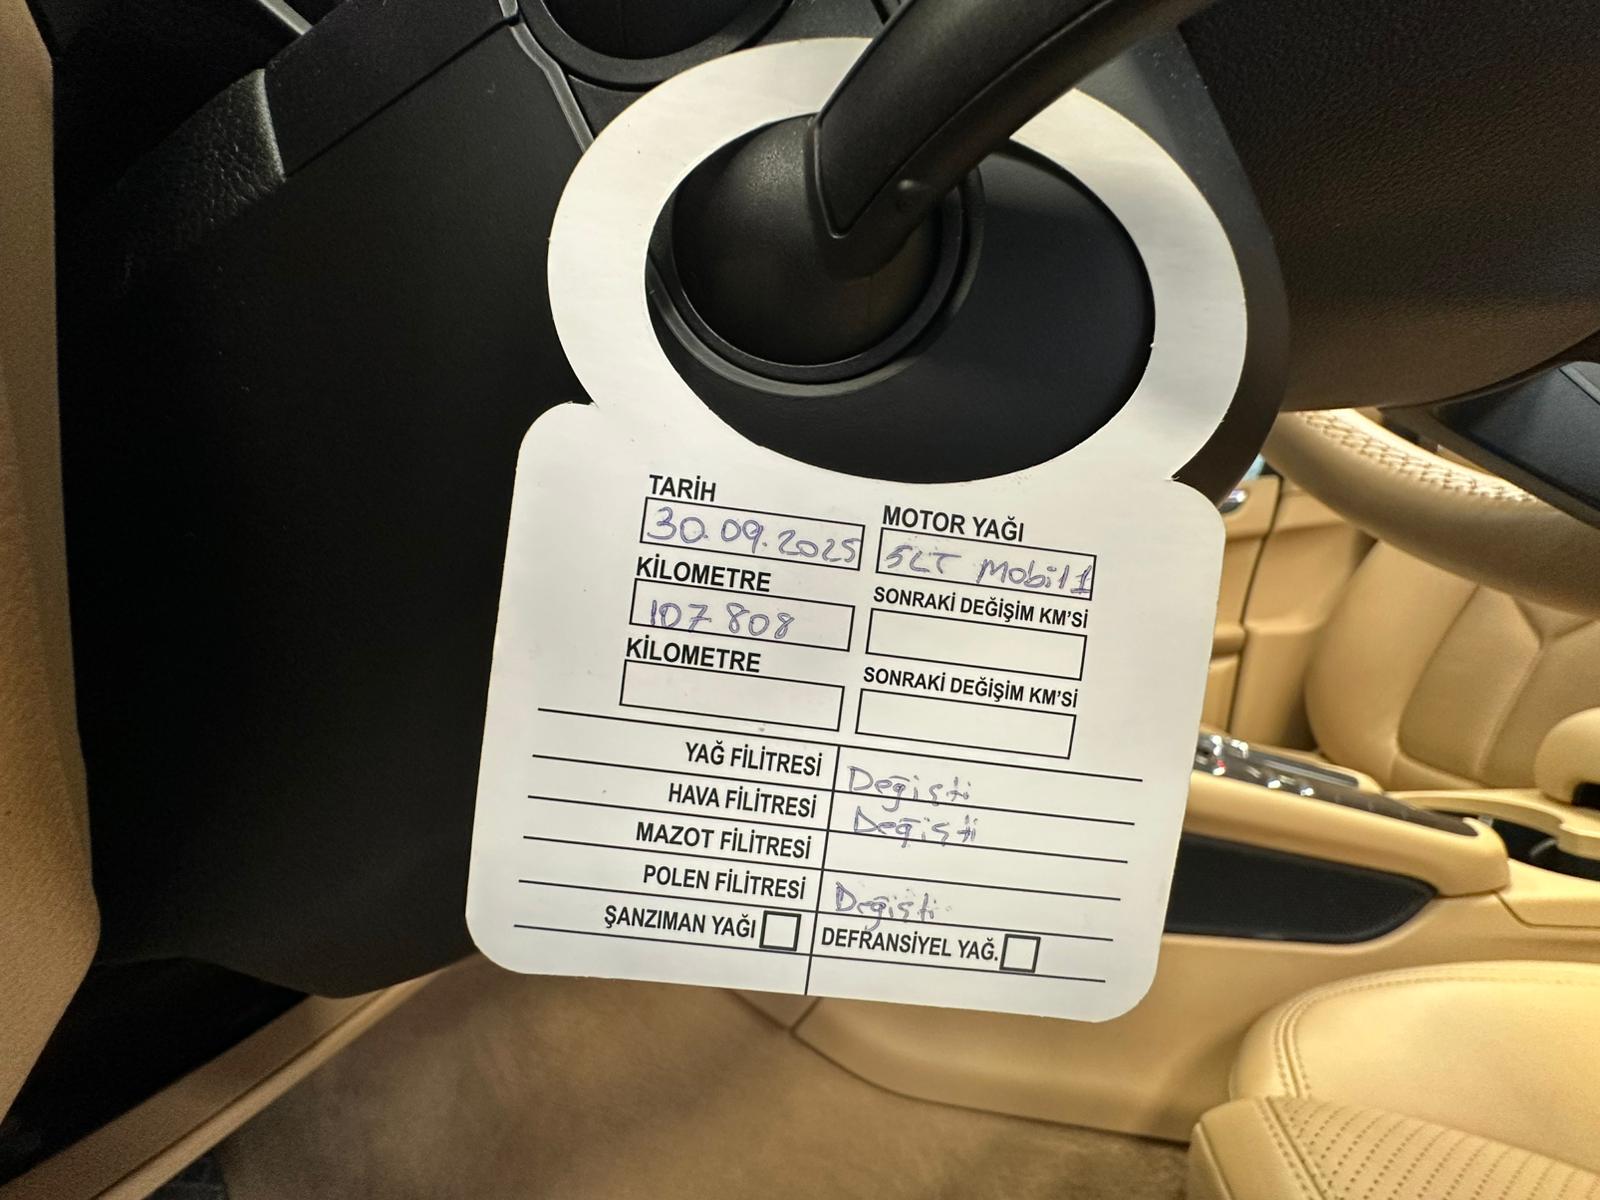 TARİH
30.09.2025
MOTOR YAĞI
5LT Mobil 1
KİLOMETRE
107 808
SONRAKİ DEĞİŞİM KM'Sİ
KİLOMETRE
SONRAKİ DEĞİŞİM KM'Sİ
YAĞ FİLİTRESİ Değişti
HAVA FİLİTRESİ Değişti
MAZOT FİLİTRESİ
POLEN FİLİTRESİ Değişti
ŞANZIMAN YAĞI DEFRANSİYEL YAĞ.